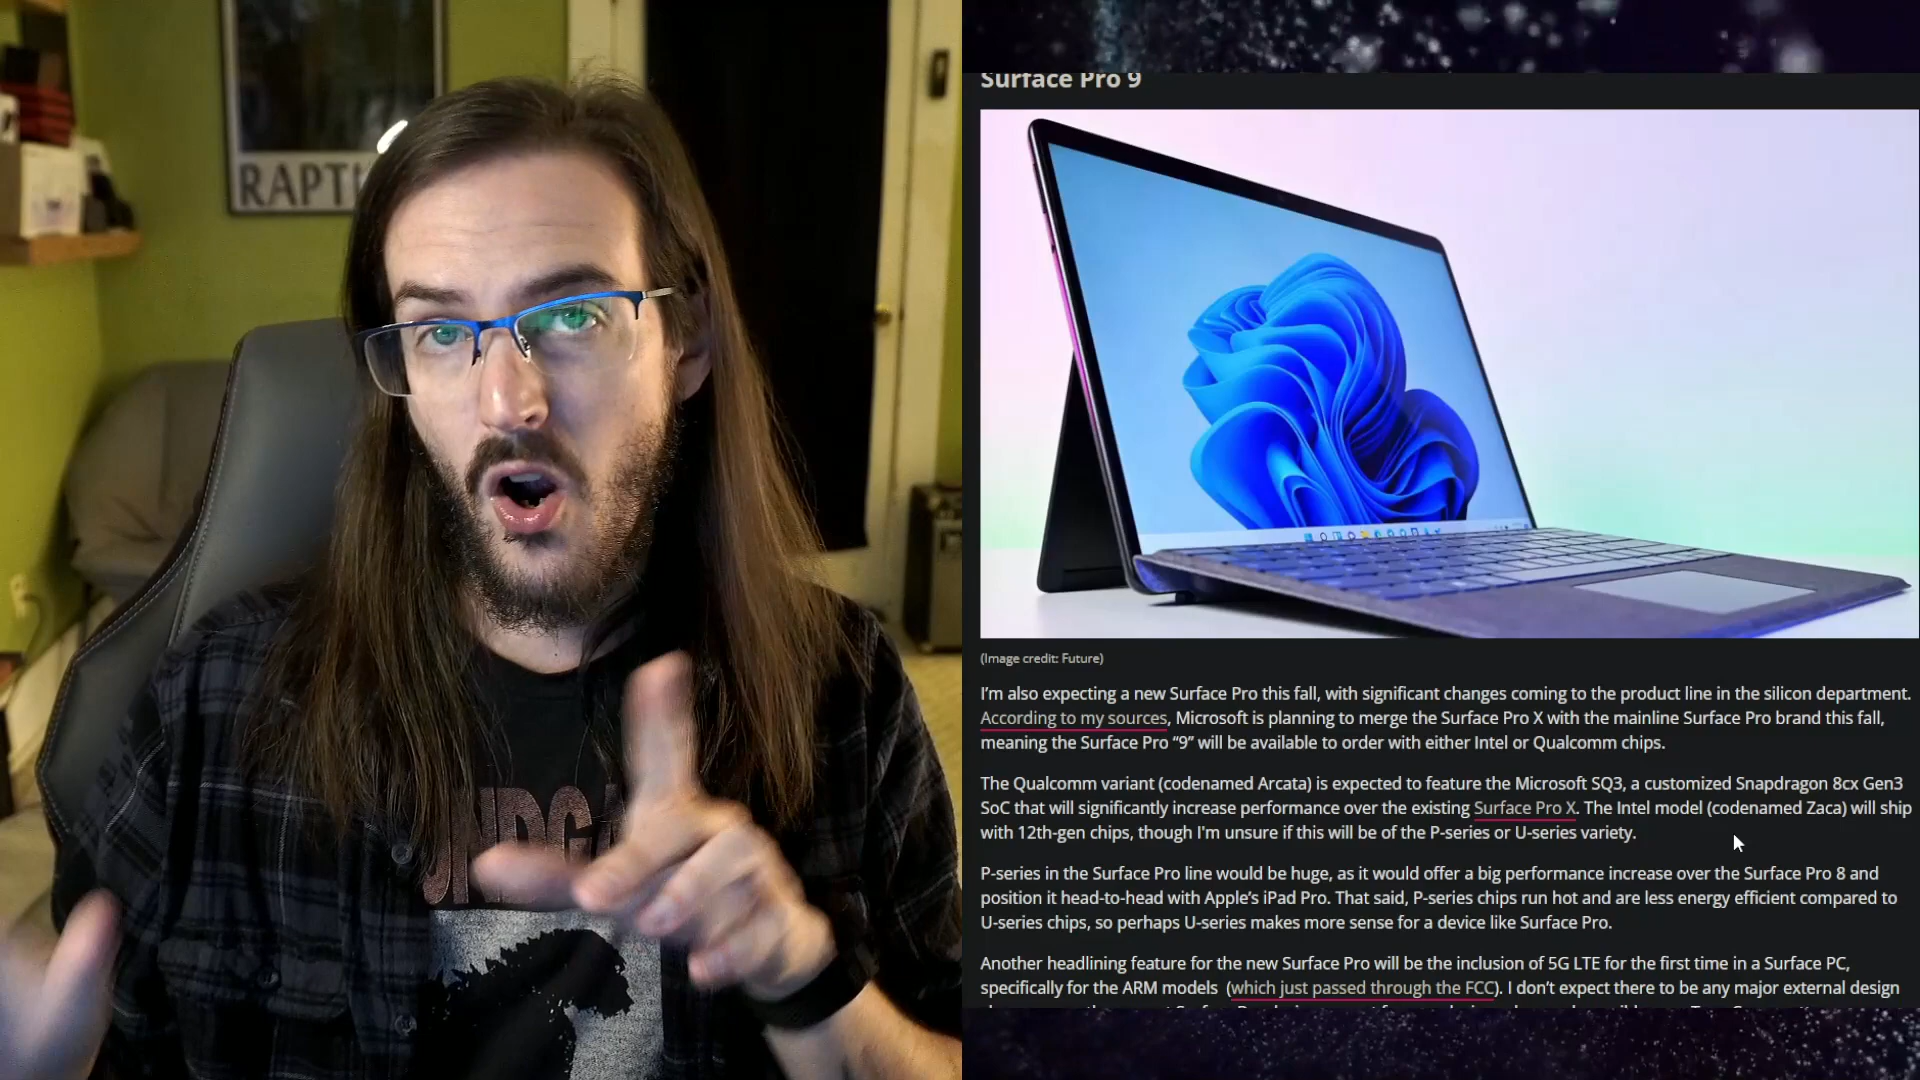 RAPT
Surface Pro 9
(Image credit: Future)
I'm also expecting a new Surface Pro this fall, with significant changes coming to the product line in the silicon department.
According to my sources, Microsoft is planning to merge the Surface Pro X with the mainline Surface Pro brand this fall,
meaning the Surface Pro “9” will be available to order with either Intel or Qualcomm chips.
The Qualcomm variant (codenamed Arcata) is expected to feature the Microsoft SQ3, a customized Snapdragon 8cx Gen3
SoC that will significantly increase performance over the existing Surface Pro X. The Intel model (codenamed Zaca) will ship
with 12th-gen chips, though I'm unsure if this will be of the P-series or U-series variety.
P-series in the Surface Pro line would be huge, as it would offer a big performance increase over the Surface Pro 8 and
position it head-to-head with Apple's iPad Pro. That said, P-series chips run hot and are less energy efficient compared to
U-series chips, so perhaps U-series makes more sense for a device like Surface Pro.
Another headlining feature for the new Surface Pro will be the inclusion of 5G LTE for the first time in a Surface PC,
specifically for the ARM models (which just passed through the FCC). I don't expect there to be any major external design